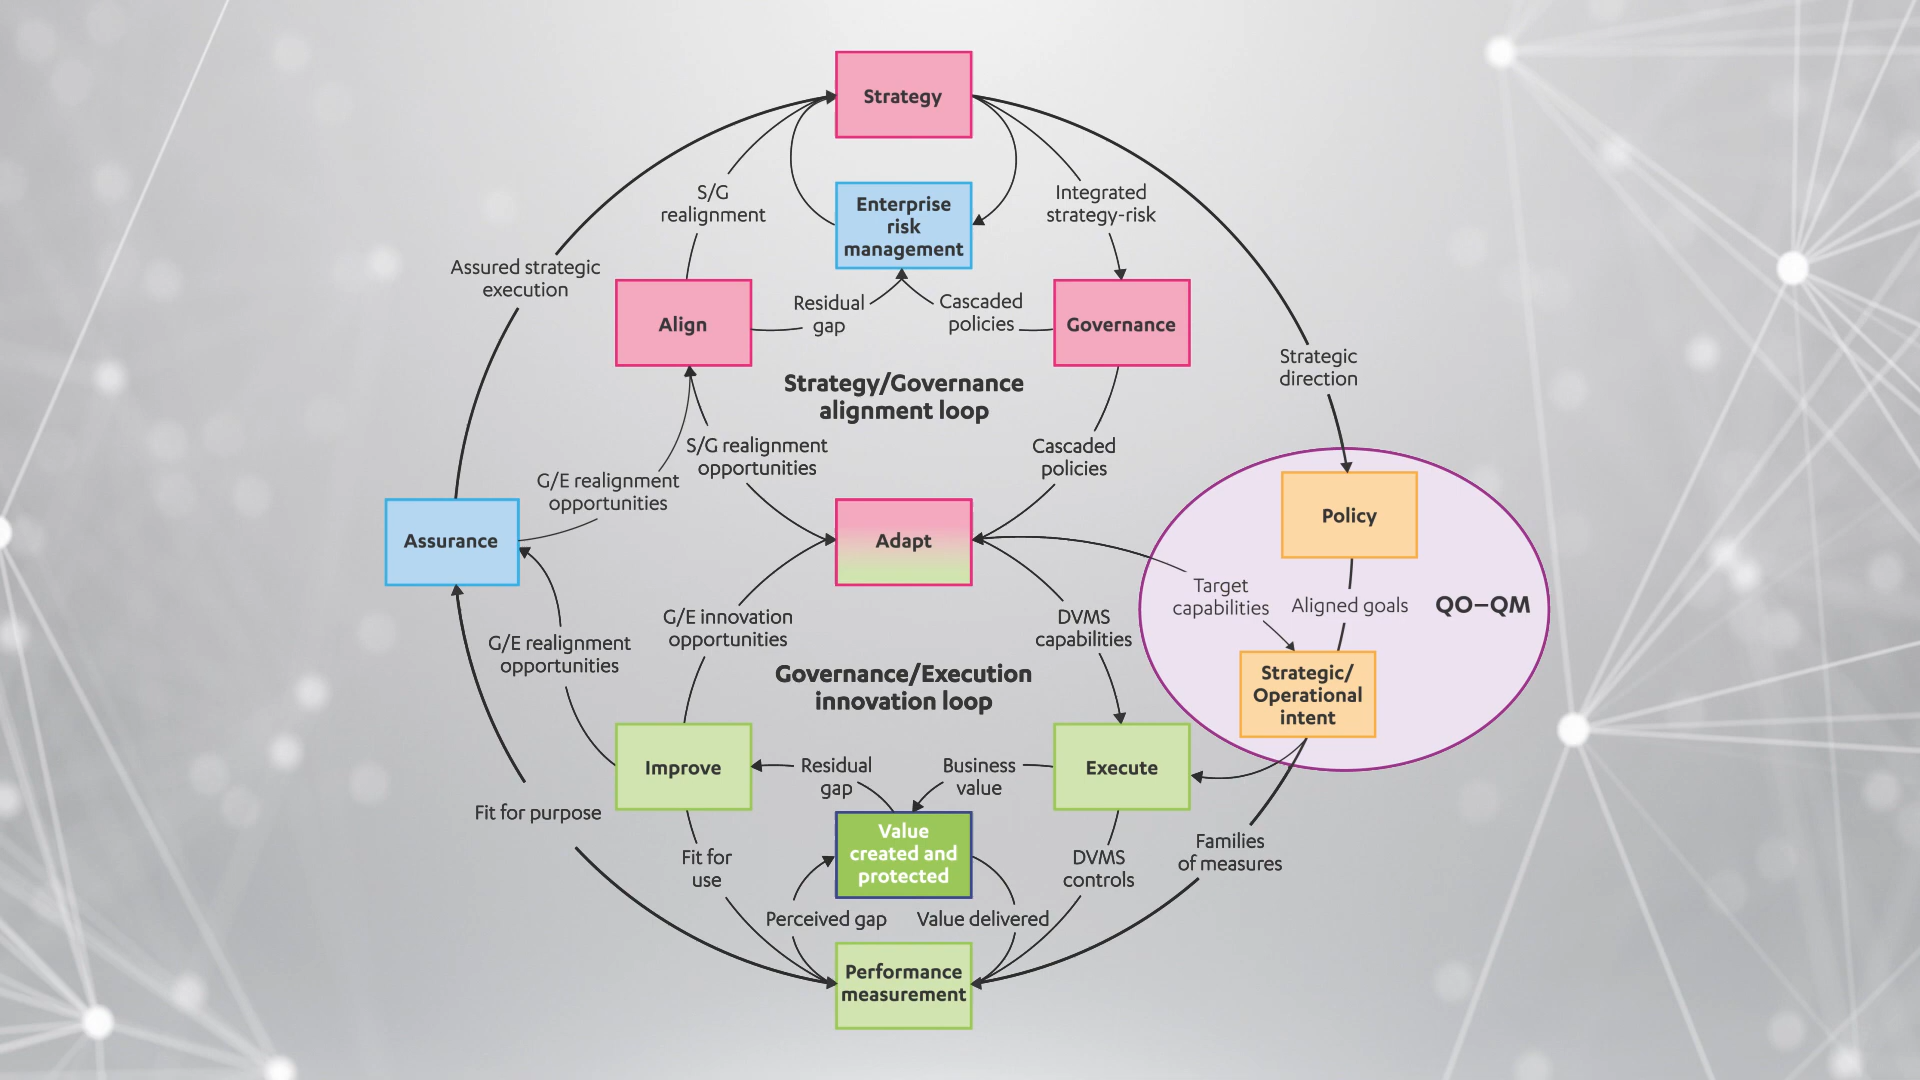 Strategy
S/G
realignment
Enterprise
risk
management
Integrated
strategy-risk
Assured strategic
execution
Residual
gap
Cascaded
policies
Align
Governance
Strategic
direction
Strategy/Governance
alignment loop
S/G realignment
opportunities
Cascaded
policies
G/E realignment
opportunities
Policy
Assurance
Adapt
Target
capabilities
Aligned goals
QO–QM
G/E innovation
opportunities
DVMS
capabilities
G/E realignment
opportunities
Governance/Execution
innovation loop
Strategic/
Operational
intent
Improve
Residual
gap
Business
value
Execute
Fit for purpose
Value
created and
protected
Fit for
use
DVMS
controls
Families
of measures
Perceived gap
Value delivered
Performance
measurement